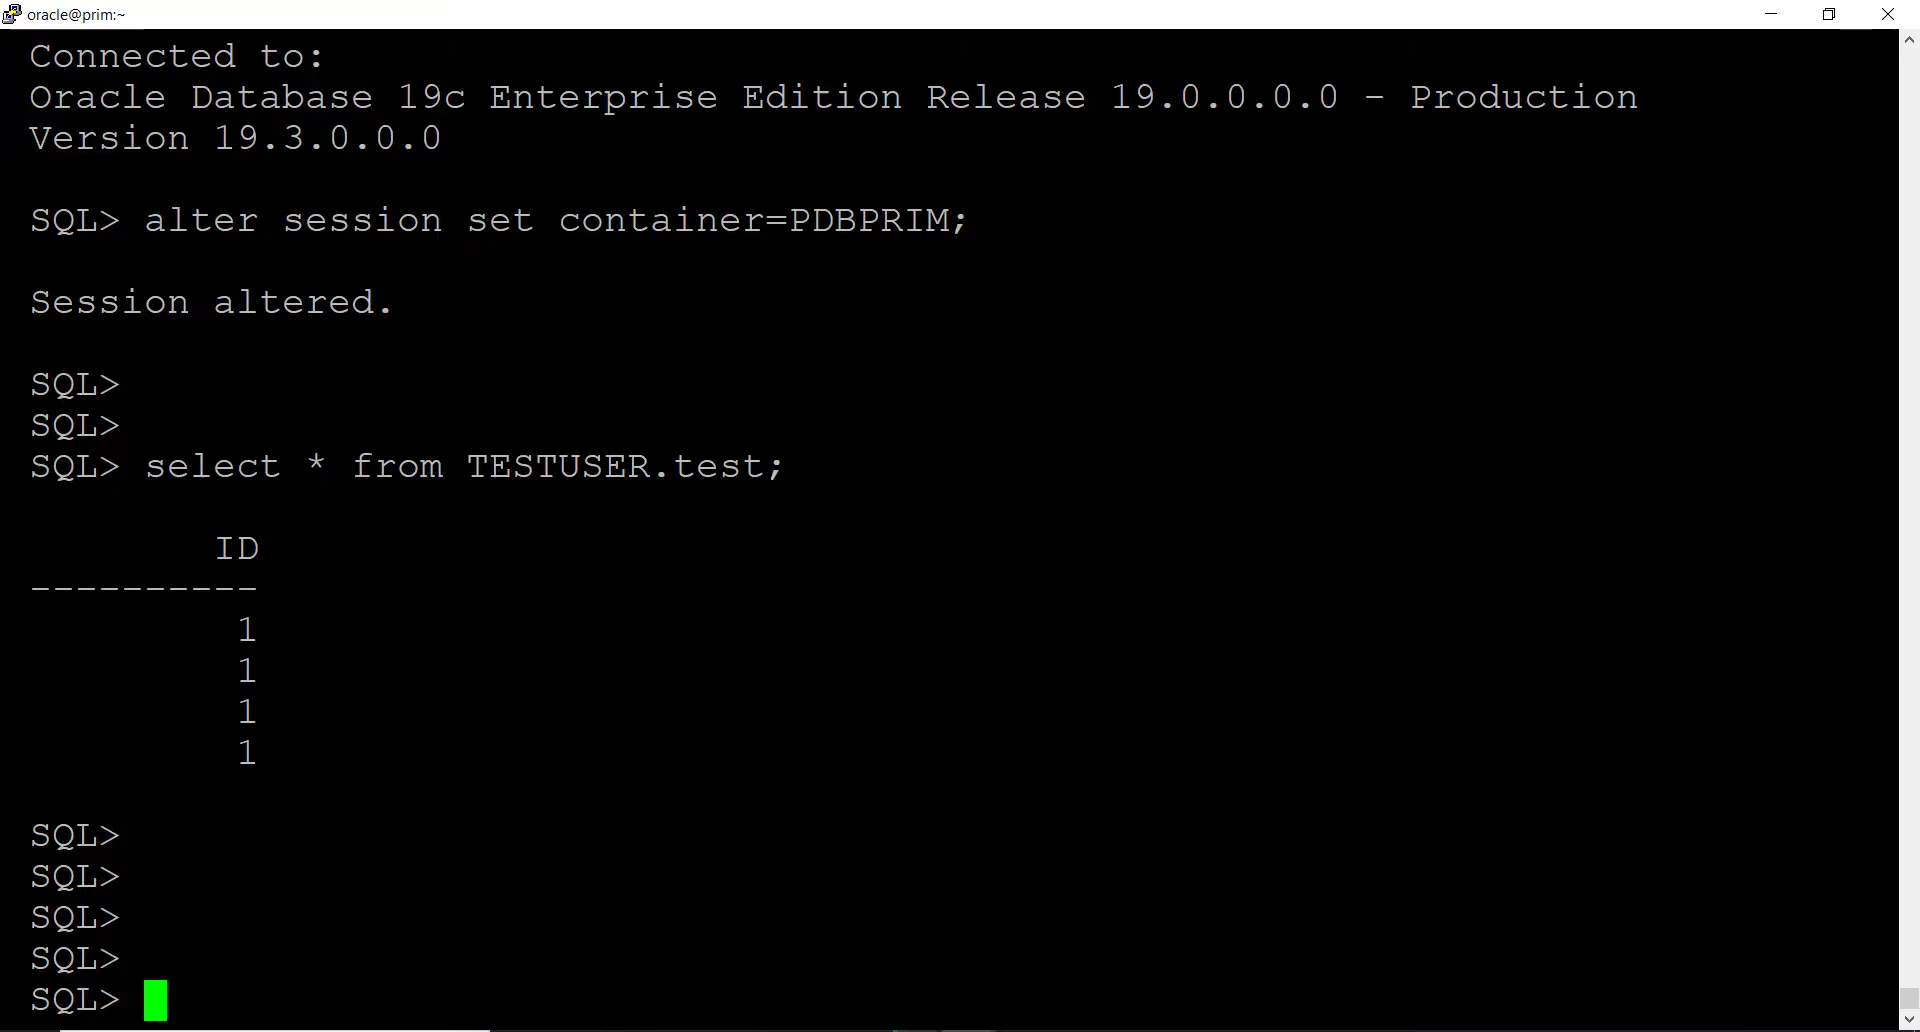 oracle@prim:~
Connected to:
Oracle Database 19c Enterprise Edition Release 19.0.0.0.0 - Production
Version 19.3.0.0.0
SQL> alter session set container=PDBPRIM;
Session altered.
SQL>
SQL>
SQL> select * from TESTUSER.test;
ID
----------
1
1
1
1
SQL>
SQL>
SQL>
SQL>
SQL>